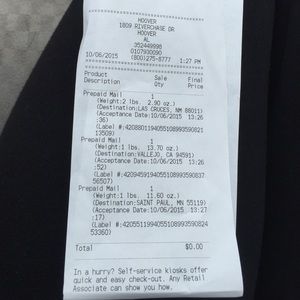 HOOVER
1809 RIVERCHASE DR
HOOVER
AL
352449998
0107930090
10/06/2015 (800)275-8777 1:27 PM
Product Sale Final
Description Qty Price
Prepaid Mail 1
(Weight:2 lbs. 2.90 oz.)
(Destination:LAS CRUCES, NM 88011)
(Acceptance Date:10/06/2015 13:26
:36)
(Label #:420880119405510899359082​1
13509)
Prepaid Mail 1
(Weight:1 lbs. 13.70 oz.)
(Destination:VALLEJO, CA 94591)
(Acceptance Date:10/06/2015 13:26
:52)
(Label #:4209459194055108993590837
56507)
Prepaid Mail 1
(Weight:1 lbs. 11.60 oz.)
(Destination:SAINT PAUL, MN 55119)
(Acceptance Date:10/06/2015 13:27
:17)
(Label #:4205511994055108993590824
53360)
Total $0.00
In a hurry? Self-service kiosks offer
quick and easy check-out. Any Retail
Associate can show you how.